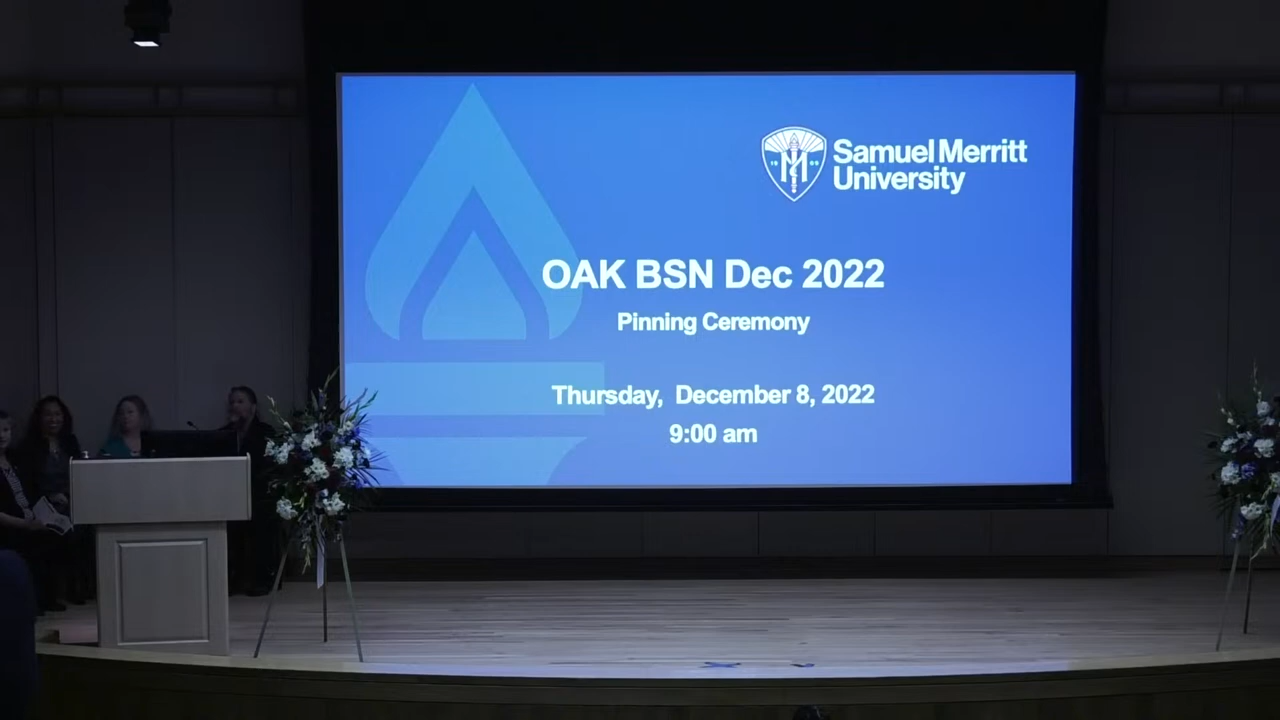 Samuel Merritt
University
OAK BSN Dec 2022
Pinning Ceremony
Thursday, December 8, 2022
9:00 am